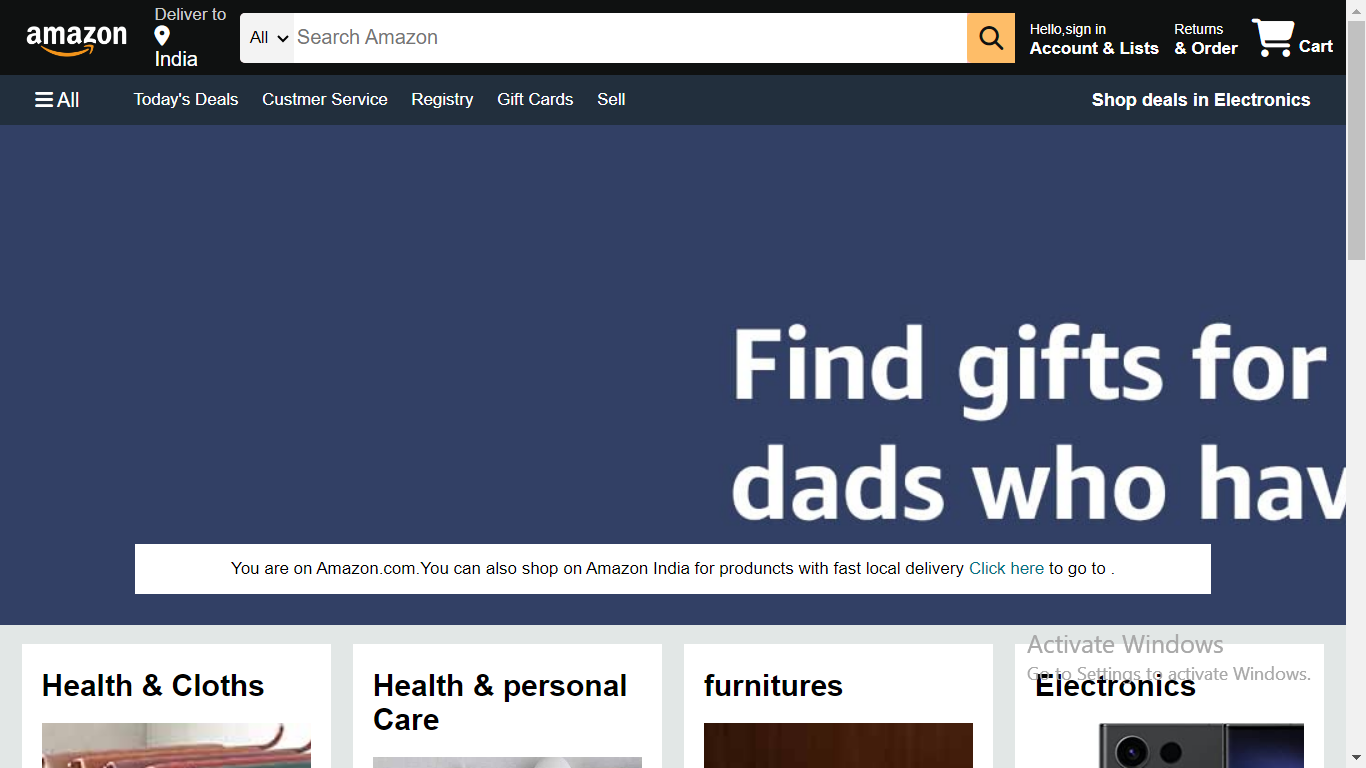 amazon
Deliver to
India
All
Search Amazon
Hello,sign in
Account & Lists
Returns
& Order
Cart
All
Today's Deals
Custmer Service
Registry
Gift Cards
Sell
Shop deals in Electronics
Find gifts for
dads who hav
You are on Amazon.com.You can also shop on Amazon India for produncts with fast local delivery Click here to go to .
Health & Cloths
Health & personal
Care
furnitures
Electronics
Activate Windows
Go to Settings to activate Windows.